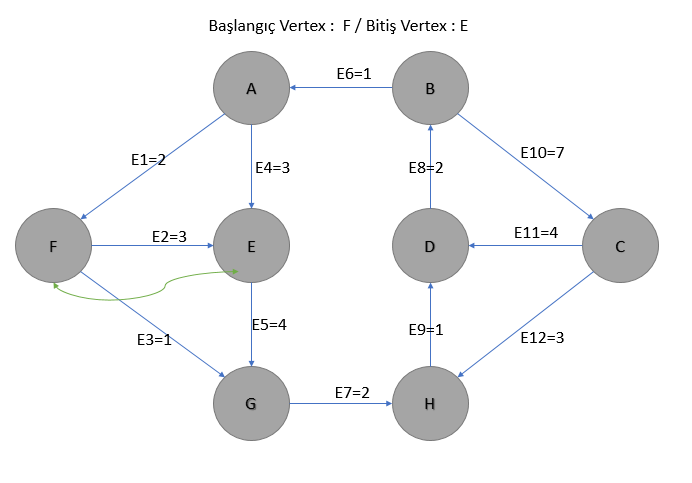 Başlangıç Vertex :  F / Bitiş Vertex : E
A
E6=1
B
E1=2
E4=3
E8=2
E10=7
F
E2=3
E
D
E11=4
C
E3=1
E5=4
E9=1
E12=3
G
E7=2
H